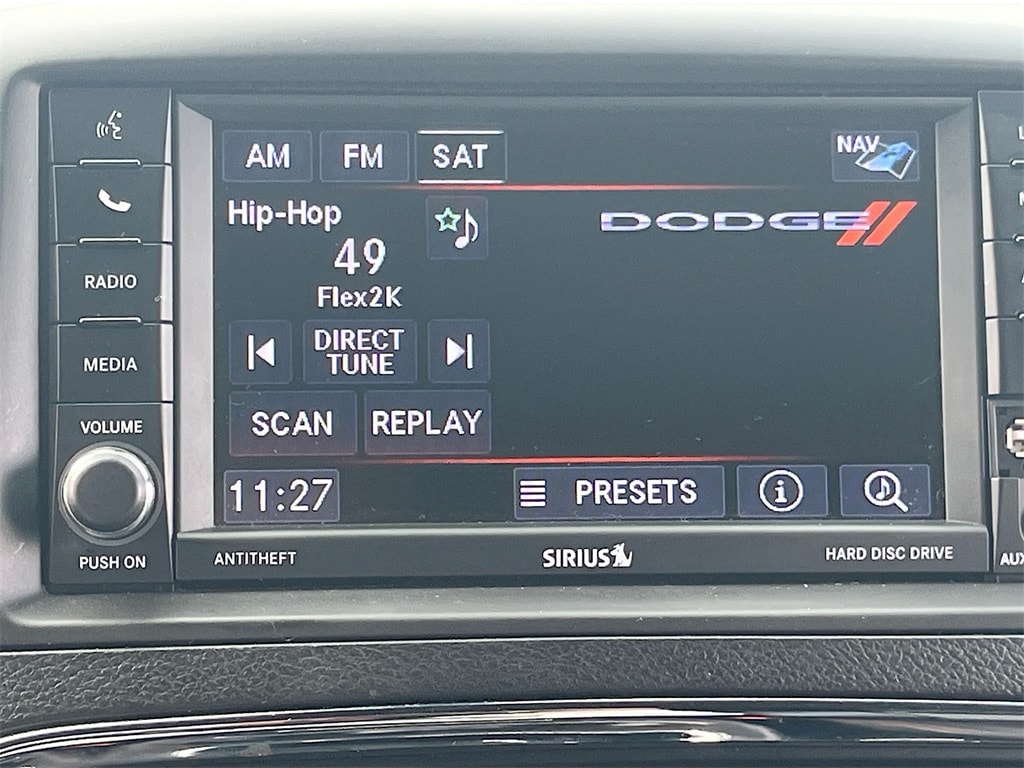 AM FM SAT NAV
Hip-Hop
DODGE
49
Flex2K
RADIO
DIRECT
TUNE
MEDIA
SCAN REPLAY
VOLUME
11:27 PRESETS
PUSH ON
ANTITHEFT SIRIUS HARD DISC DRIVE
AUX